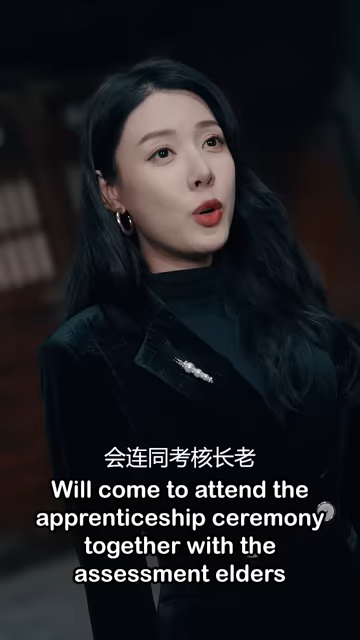 会连同考核长老
Will come to attend the
apprenticeship ceremony
together with the
assessment elders